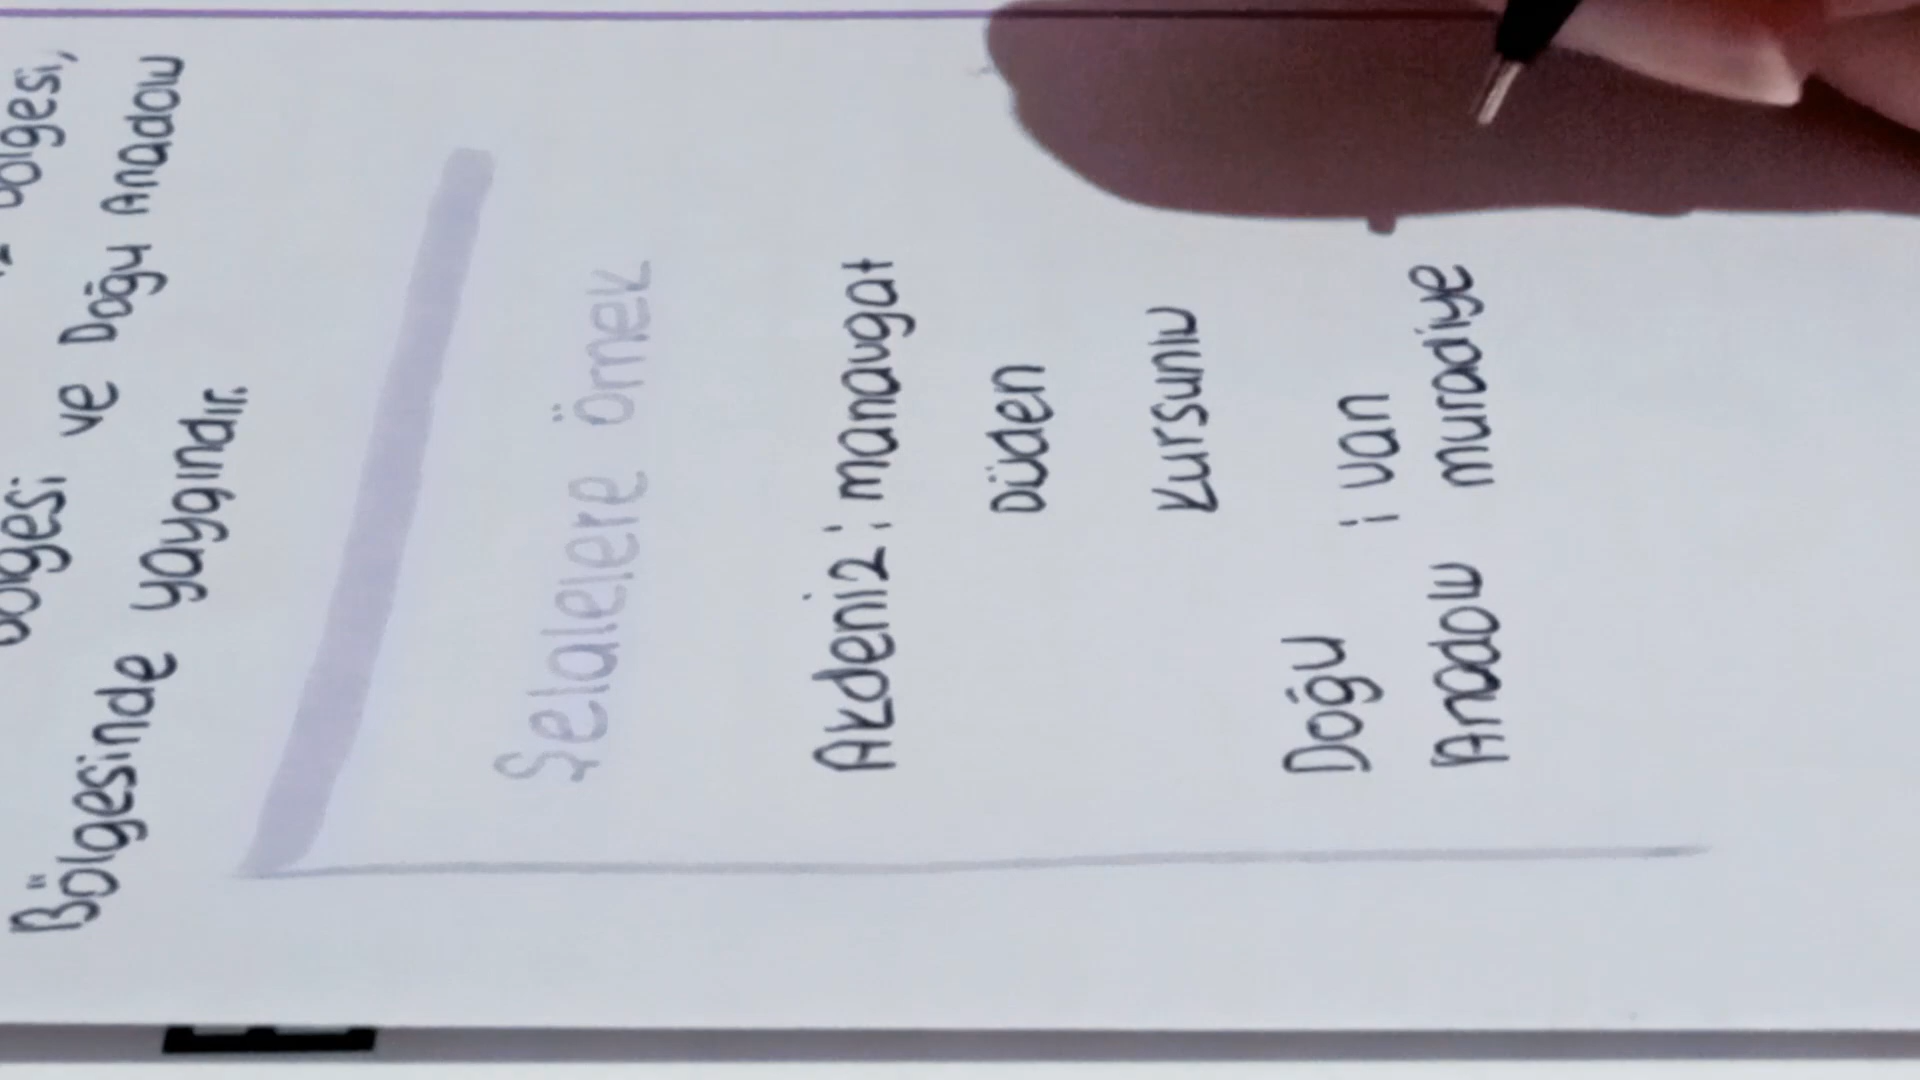 Bölgesi,
Bölgesi ve Doğu Anadolu
Bölgesinde yaygındır.
Şelalelere Örnek
Akdeniz ; manavgat
Düden
Kurşunlu
Doğu ; van
Anadolu muradiye